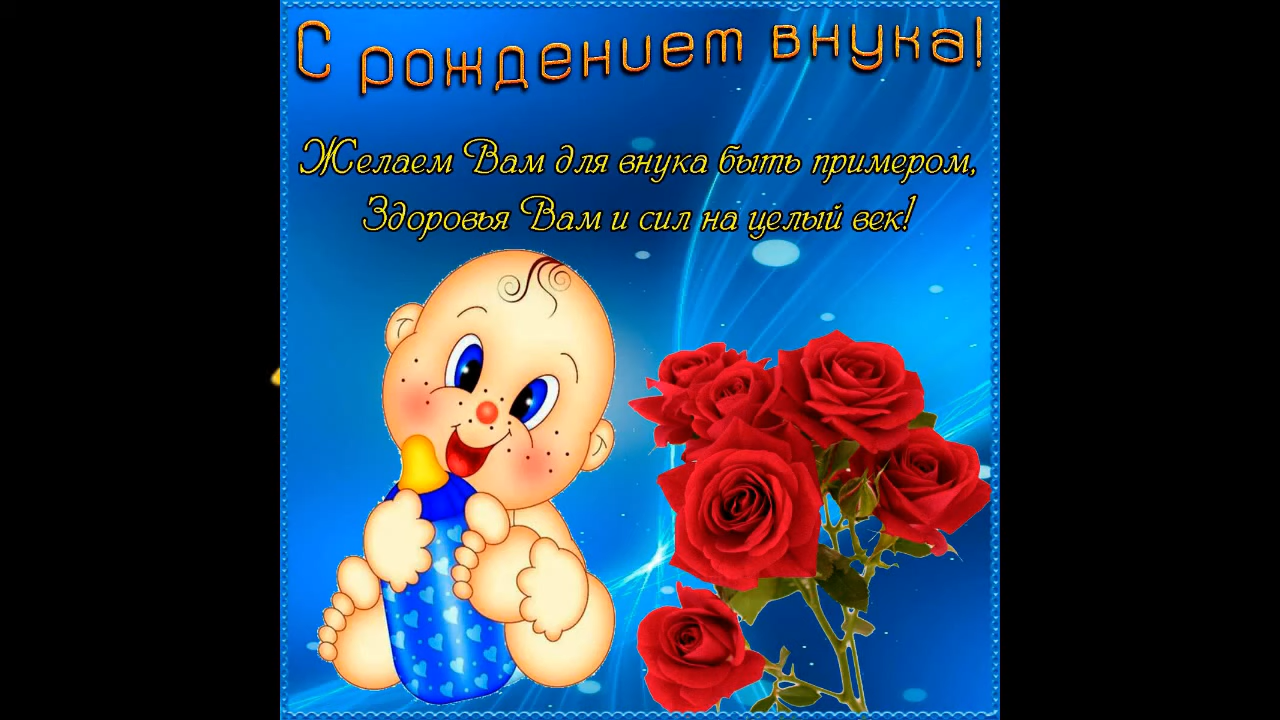 С рождением внука!
Желаем Вам для внука быть примером,
Здоровья Вам и сил на целый век!